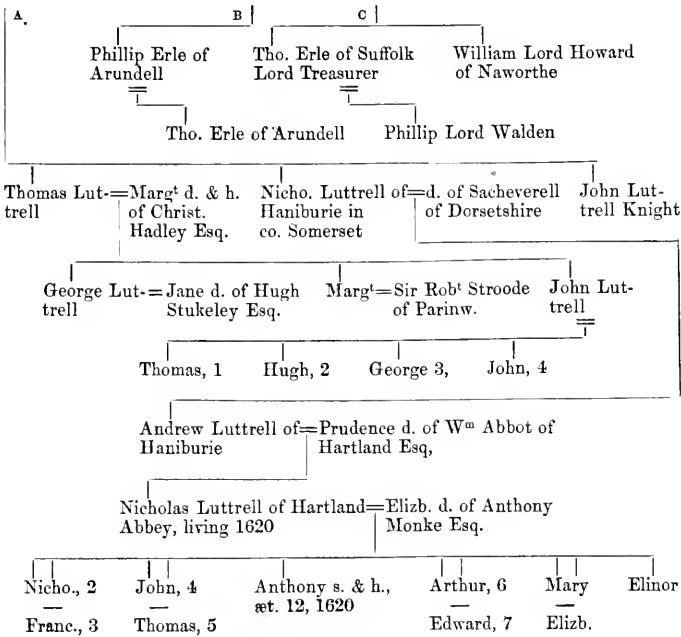 A. B C
Phillip Erle of Tho. Erle of Suffolk William Lord Howard
Arundell Lord Treasurer of Naworthe
Tho. Erle of Arundell Phillip Lord Walden
Thomas Lut-=Margt d. & h. Nicho. Luttrell of=d. of Sacheverell John Lut-
trell of Christ. Haniburie in of Dorsetshire trell Knight
Hadley Esq. co. Somerset
George Lut-=Jane d. of Hugh Margt=Sir Robt Stroode John Lut-
trell Stukeley Esq. of Parinw. trell
Thomas, 1 Hugh, 2 George 3, John, 4
Andrew Luttrell of=Prudence d. of Wm Abbot of
Haniburie Hartland Esq,
Nicholas Luttrell of Hartland=Elizb. d. of Anthony
Abbey, living 1620 Monke Esq.
Nicho., 2 John, 4 Anthony s. & h., Arthur, 6 Mary Elinor
æt. 12, 1620
Franc., 3 Thomas, 5 Edward, 7 Elizb.